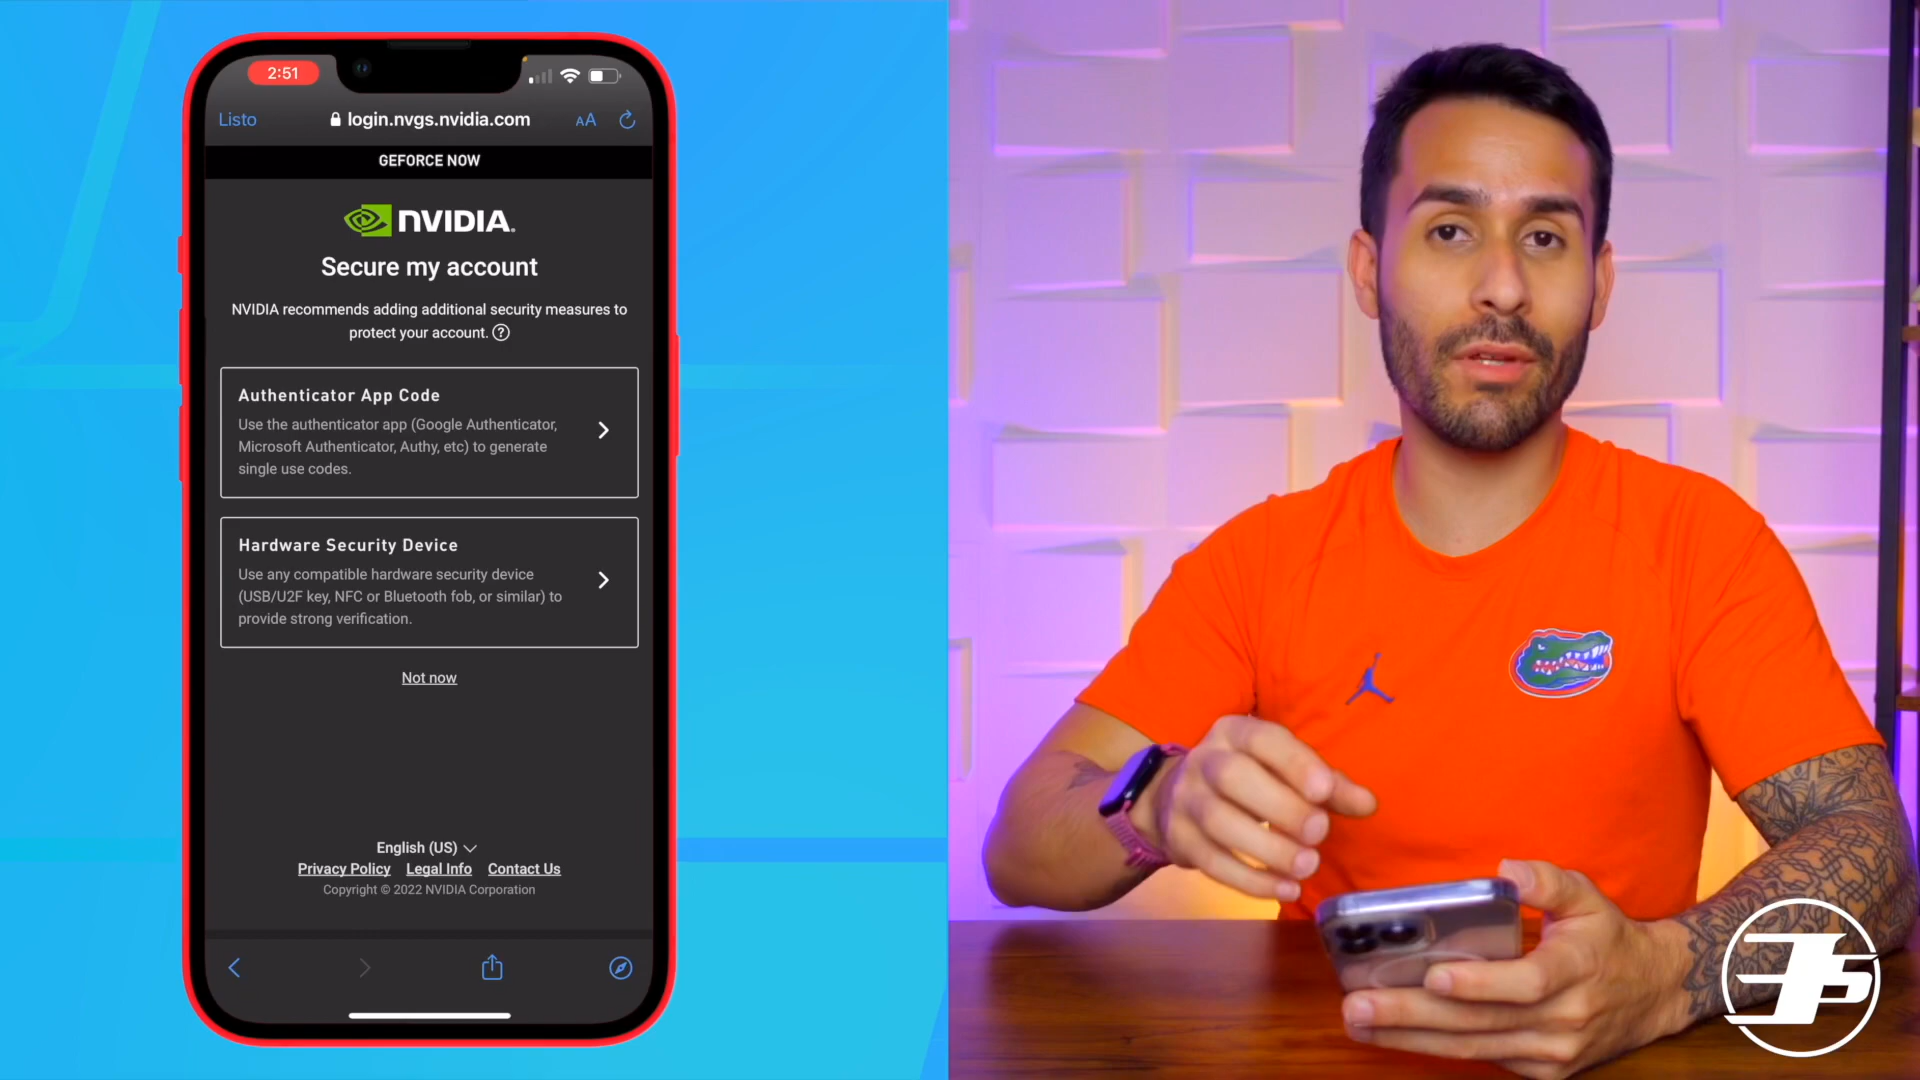 2:51
Listo
login.nvgs.nvidia.com
AA
GEFORCE NOW
NVIDIA.
Secure my account
NVIDIA recommends adding additional security measures to
protect your account. ?
Authenticator App Code
Use the authenticator app (Google Authenticator,
Microsoft Authenticator, Authy, etc) to generate
single use codes.
Hardware Security Device
Use any compatible hardware security device
(USB/U2F key, NFC or Bluetooth fob, or similar) to
provide strong verification.
Not now
English (US)
Privacy Policy Legal Info Contact Us
Copyright © 2022 NVIDIA Corporation